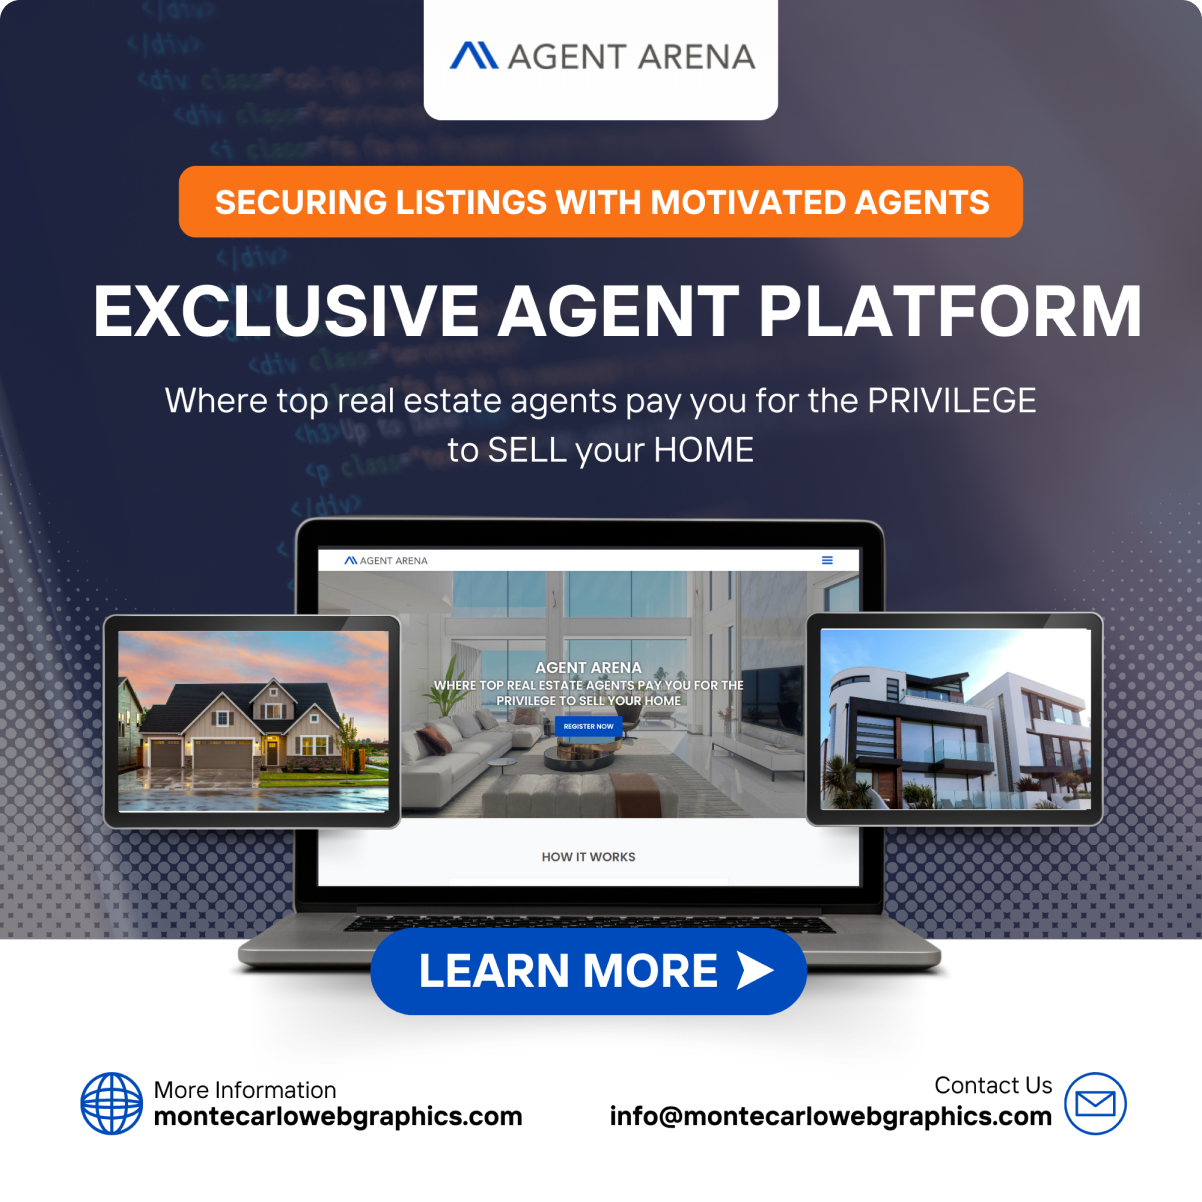 AGENT ARENA
SECURING LISTINGS WITH MOTIVATED AGENTS
EXCLUSIVE AGENT PLATFORM
Where top real estate agents pay you for the PRIVILEGE
to SELL your HOME
AGENT ARENA
AGENT ARENA
WHERE TOP REAL ESTATE AGENTS PAY YOU FOR THE
PRIVILEGE TO SELL YOUR HOME
REGISTER NOW
HOW IT WORKS
LEARN MORE
More Information
montecarlowebgraphics.com
Contact Us
info@montecarlowebgraphics.com